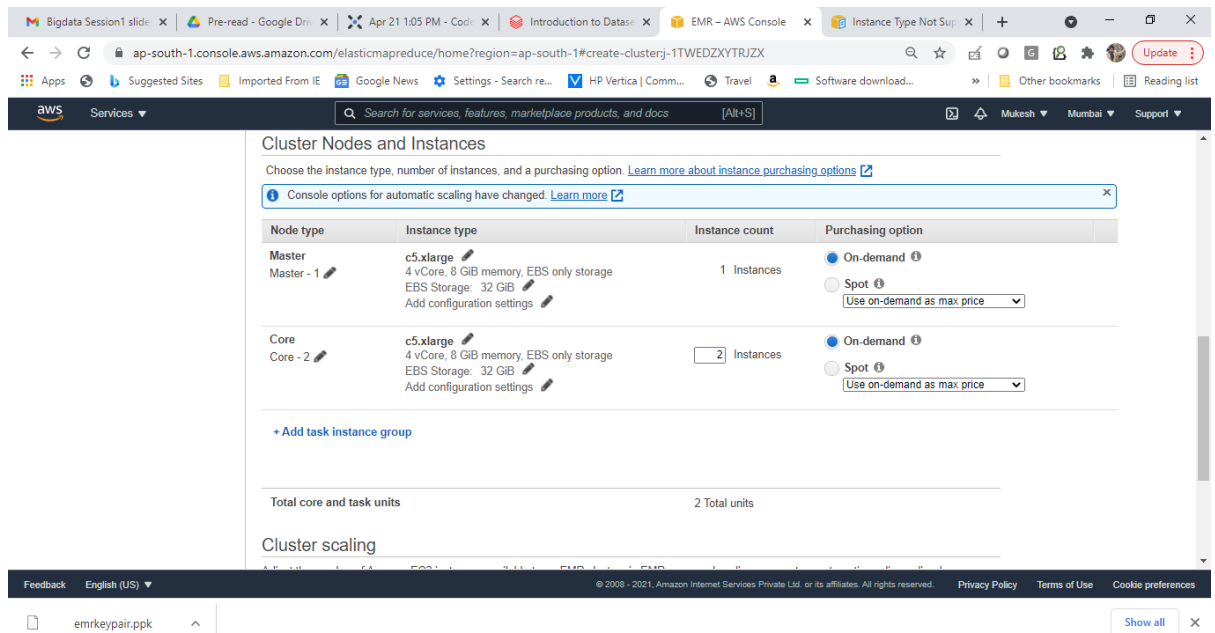 Bigdata Session1 slide
Pre-read - Google Driv
Apr 21 1:05 PM - Code
Introduction to Datase
EMR – AWS Console
Instance Type Not Sup
ap-south-1.console.aws.amazon.com/elasticmapreduce/home?region=ap-south-1#create-cluster:j-1TWEDZXYTRJZX
Update
Apps
Suggested Sites
Imported From IE
Google News
Settings - Search re...
HP Vertica | Comm...
Travel
Software download...
»
Other bookmarks
Reading list
aws
Services
Search for services, features, marketplace products, and docs
[Alt+S]
Mukesh
Mumbai
Support
Cluster Nodes and Instances
Choose the instance type, number of instances, and a purchasing option. Learn more about instance purchasing options
Console options for automatic scaling have changed. Learn more
Node type Instance type Instance count Purchasing option
Master
Master - 1
c5.xlarge
4 vCore, 8 GiB memory, EBS only storage
EBS Storage: 32 GiB
Add configuration settings
1 Instances
On-demand
Spot
Use on-demand as max price
Core
Core - 2
c5.xlarge
4 vCore, 8 GiB memory, EBS only storage
EBS Storage: 32 GiB
Add configuration settings
2 Instances
On-demand
Spot
Use on-demand as max price
+ Add task instance group
Total core and task units 2 Total units
Cluster scaling
Feedback
English (US)
© 2008 - 2021, Amazon Internet Services Private Ltd. or its affiliates. All rights reserved.
Privacy Policy
Terms of Use
Cookie preferences
emrkeypair.ppk
Show all